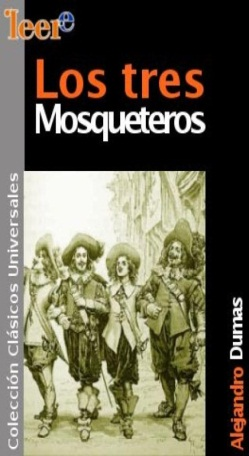 leer-e
Los tres
Mosqueteros
Colección Clásicos Universales
Alejandro Dumas